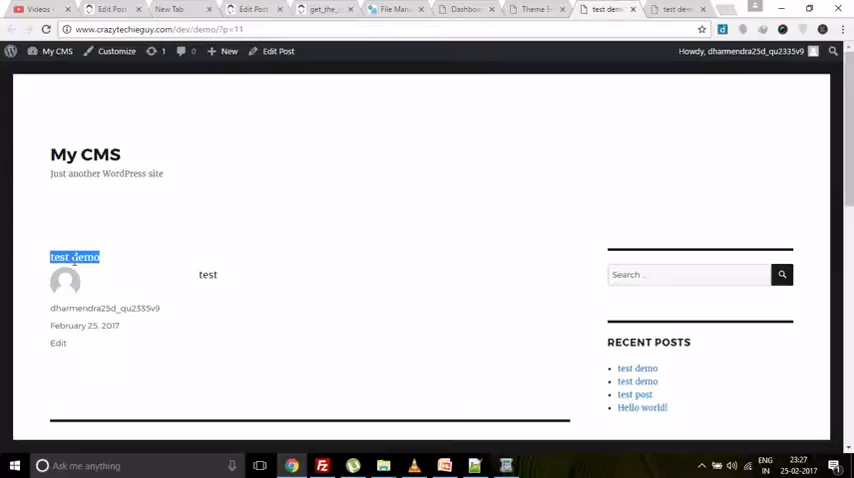 Videos -
Edit Post
New Tab
Edit Post
get_the_
File Man
Dashboa
Theme E
test dem
test dem
www.crazytechieguy.com/dev/demo/?p=11
My CMS
Customize
1
0
New
Edit Post
Howdy, dharmendra25d_qu2335v9
My CMS
Just another WordPress site
test demo
test
dharmendra25d_qu2335v9
February 25, 2017
Edit
Search ...
RECENT POSTS
test demo
test demo
test post
Hello world!
Ask me anything
ENG
IN
23:27
25-02-2017